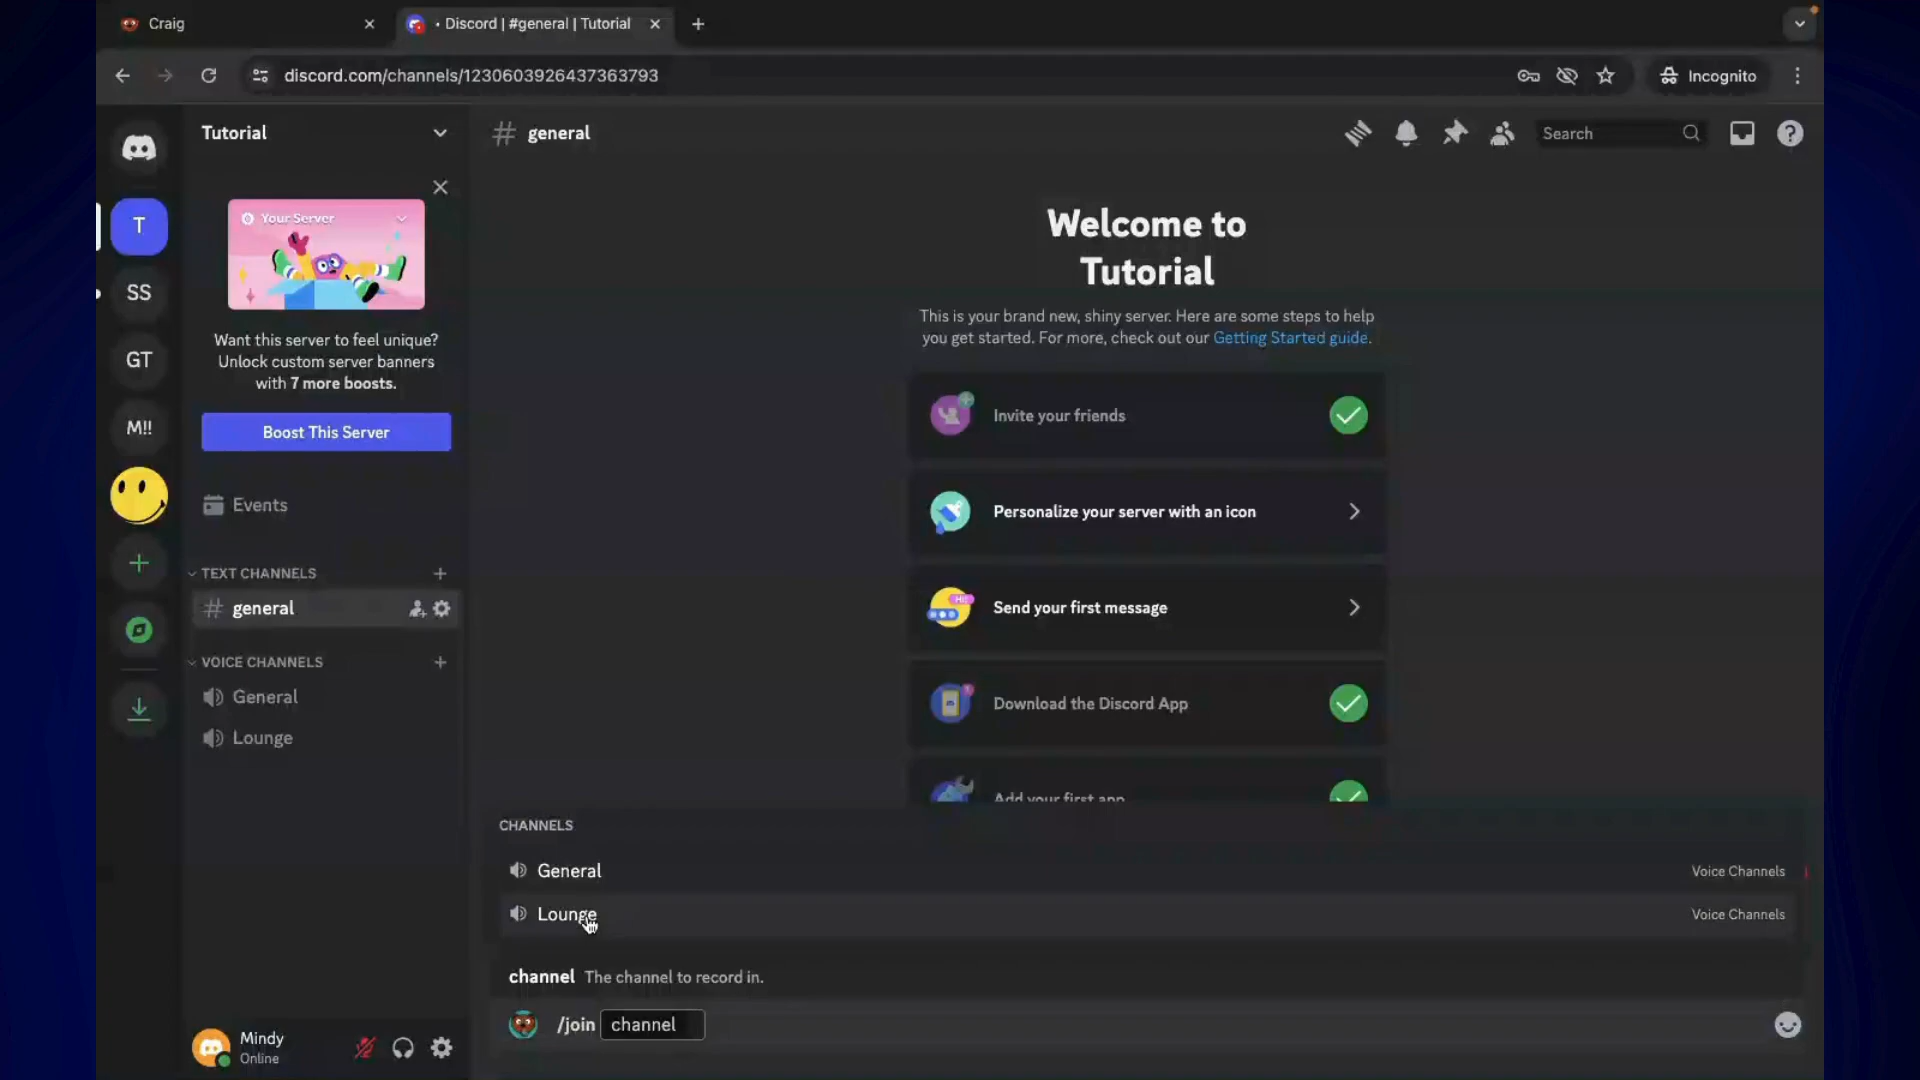 Craig
· Discord | #general | Tutorial
discord.com/channels/1230603926437363793
Incognito
Tutorial
# general
Search
T
SS
GT
M!!
Your Server
Want this server to feel unique?
Unlock custom server banners
with 7 more boosts.
Boost This Server
Events
TEXT CHANNELS
# general
VOICE CHANNELS
General
Lounge
Welcome to
Tutorial
This is your brand new, shiny server. Here are some steps to help
you get started. For more, check out our Getting Started guide.
Invite your friends
Personalize your server with an icon
Hi!
Send your first message
Download the Discord App
Add your first app
CHANNELS
General Voice Channels
Lounge Voice Channels
channel The channel to record in.
/join channel
Mindy
Online